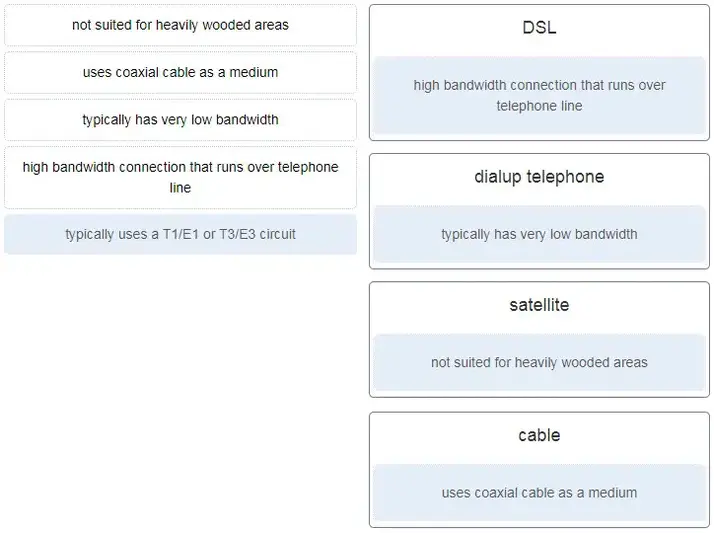 not suited for heavily wooded areas
uses coaxial cable as a medium
typically has very low bandwidth
high bandwidth connection that runs over telephone
line
typically uses a T1/E1 or T3/E3 circuit
DSL
high bandwidth connection that runs over
telephone line
dialup telephone
typically has very low bandwidth
satellite
not suited for heavily wooded areas
cable
uses coaxial cable as a medium